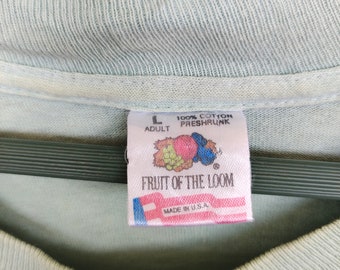 L
ADULT
100% COTTON
PRESHRUNK
®
FRUIT OF THE LOOM
MADE IN U.S.A.